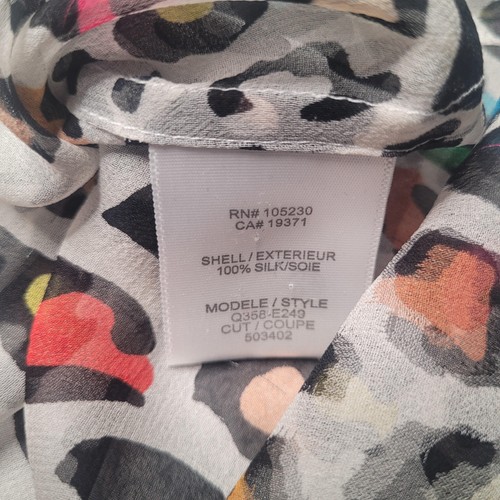 RN# 105230
CA# 19371
SHELL / EXTERIEUR
100% SILK/SOIE
MODELE / STYLE
Q358-E249
CUT / COUPE
503402